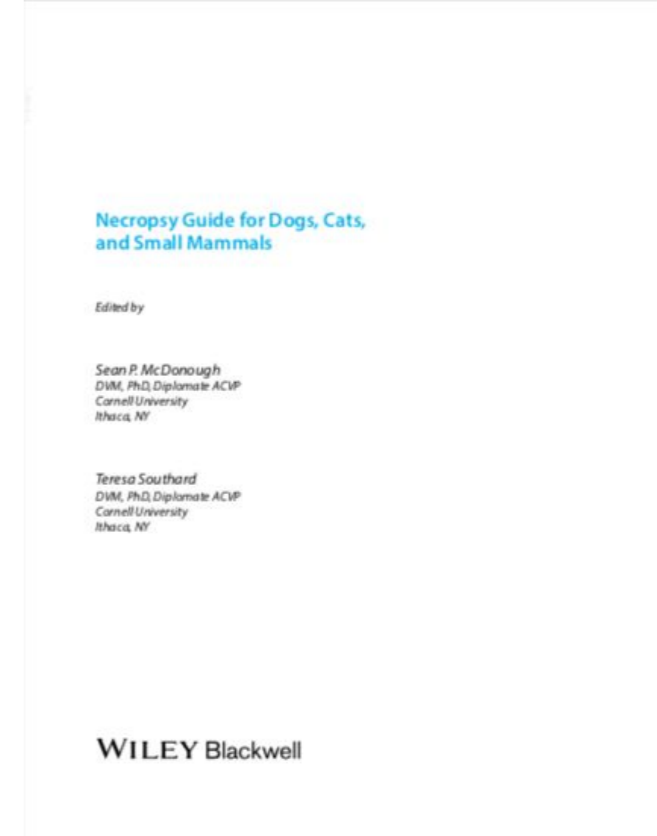 Necropsy Guide for Dogs, Cats,
and Small Mammals
Edited by
Sean P. McDonough
DVM, PhD, Diplomate ACVP
Cornell University
Ithaca, NY
Teresa Southard
DVM, PhD, Diplomate ACVP
Cornell University
Ithaca, NY
WILEY Blackwell